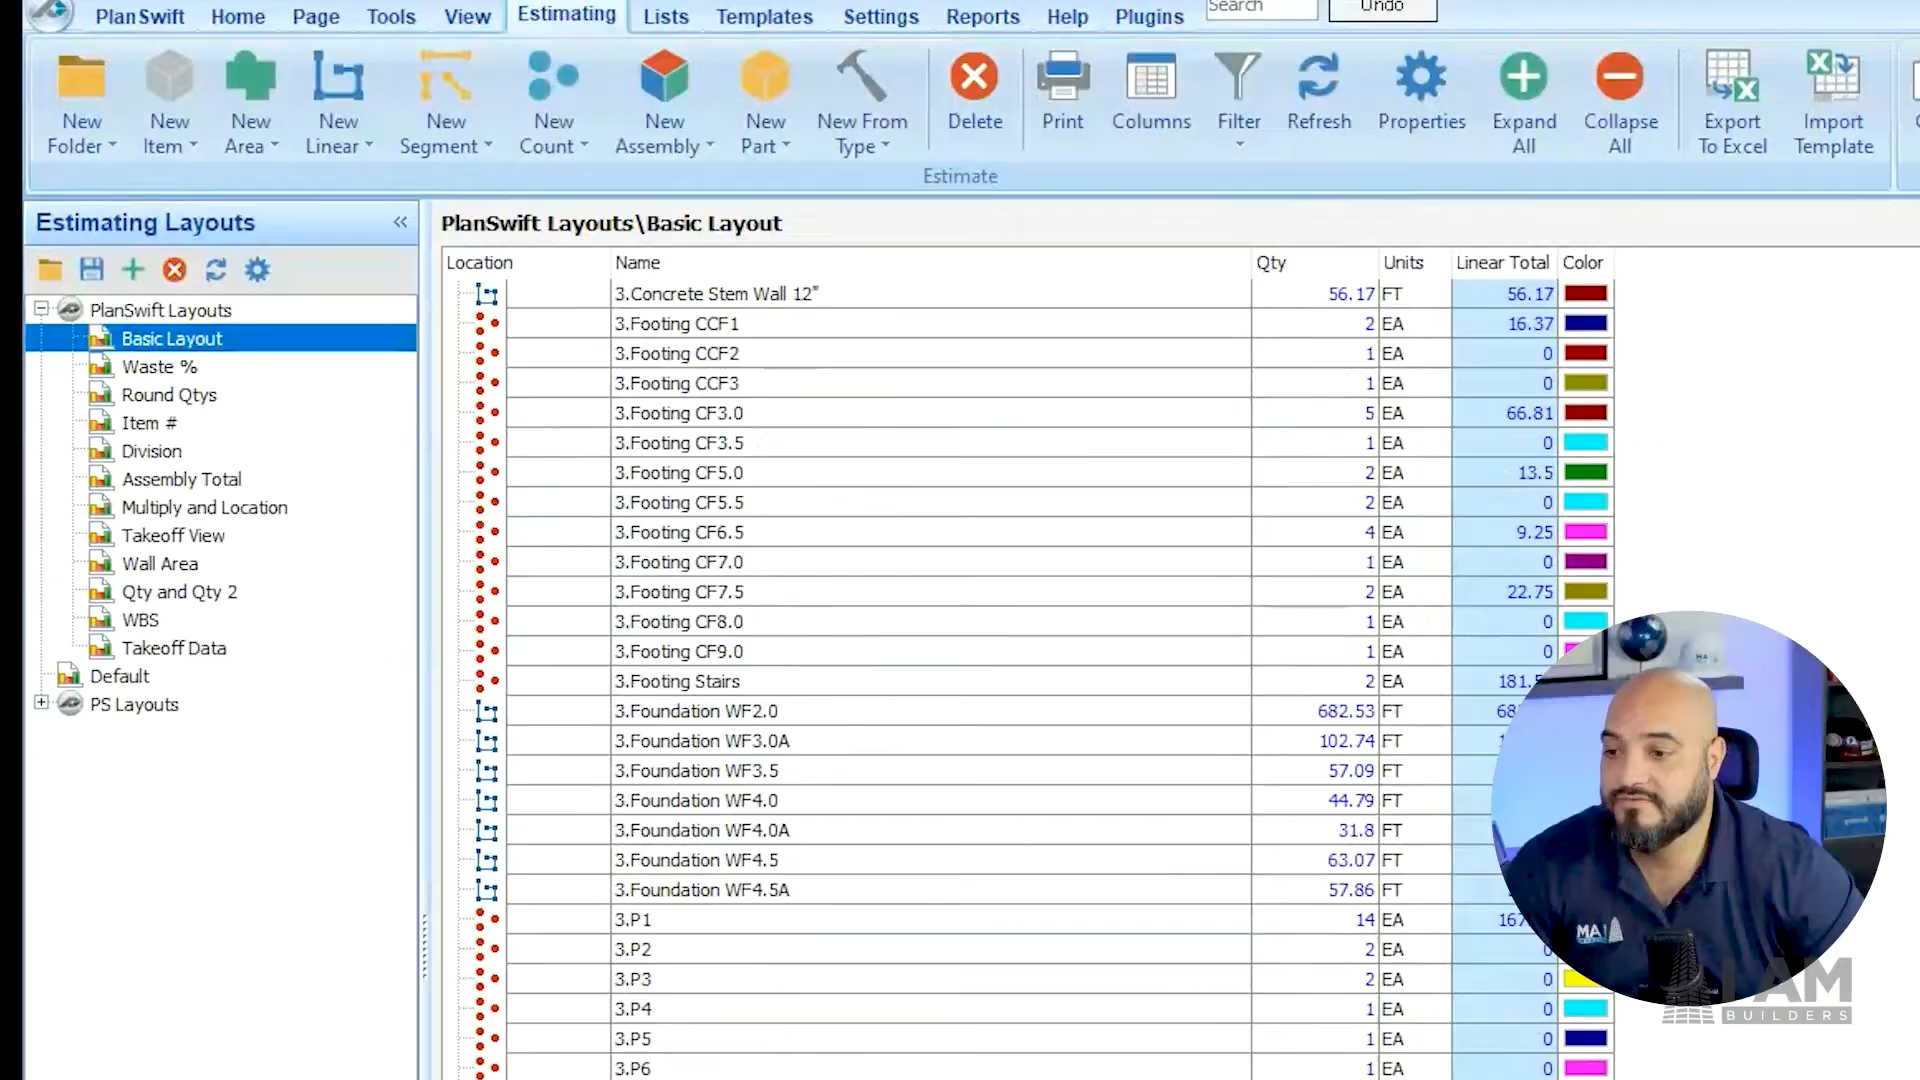 PlanSwift Home Page Tools View Estimating Lists Templates Settings Reports Help Plugins Search Undo
New Folder New Item New Area New Linear New Segment New Count New Assembly New Part New From Type Delete Print Columns Filter Refresh Properties Expand All Collapse All Export To Excel Import Template
Estimate
Estimating Layouts «
PlanSwift Layouts
Basic Layout
Waste %
Round Qtys
Item #
Division
Assembly Total
Multiply and Location
Takeoff View
Wall Area
Qty and Qty 2
WBS
Takeoff Data
Default
PS Layouts
PlanSwift Layouts\Basic Layout
Location Name Qty Units Linear Total Color
3.Concrete Stem Wall 12" 56.17 FT 56.17
3.Footing CCF1 2 EA 16.37
3.Footing CCF2 1 EA 0
3.Footing CCF3 1 EA 0
3.Footing CF3.0 5 EA 66.81
3.Footing CF3.5 1 EA 0
3.Footing CF5.0 2 EA 13.5
3.Footing CF5.5 2 EA 0
3.Footing CF6.5 4 EA 9.25
3.Footing CF7.0 1 EA 0
3.Footing CF7.5 2 EA 22.75
3.Footing CF8.0 1 EA 0
3.Footing CF9.0 1 EA 0
3.Footing Stairs 2 EA
3.Foundation WF2.0 682.53 FT
3.Foundation WF3.0A 102.74 FT
3.Foundation WF3.5 57.09 FT
3.Foundation WF4.0 44.79 FT
3.Foundation WF4.0A 31.8 FT
3.Foundation WF4.5 63.07 FT
3.Foundation WF4.5A 57.86 FT
3.P1 14 EA
3.P2 2 EA 0
3.P3 2 EA 0
3.P4 1 EA 0
3.P5 1 EA 0
3.P6 1 EA 0
I AM
BUILDERS